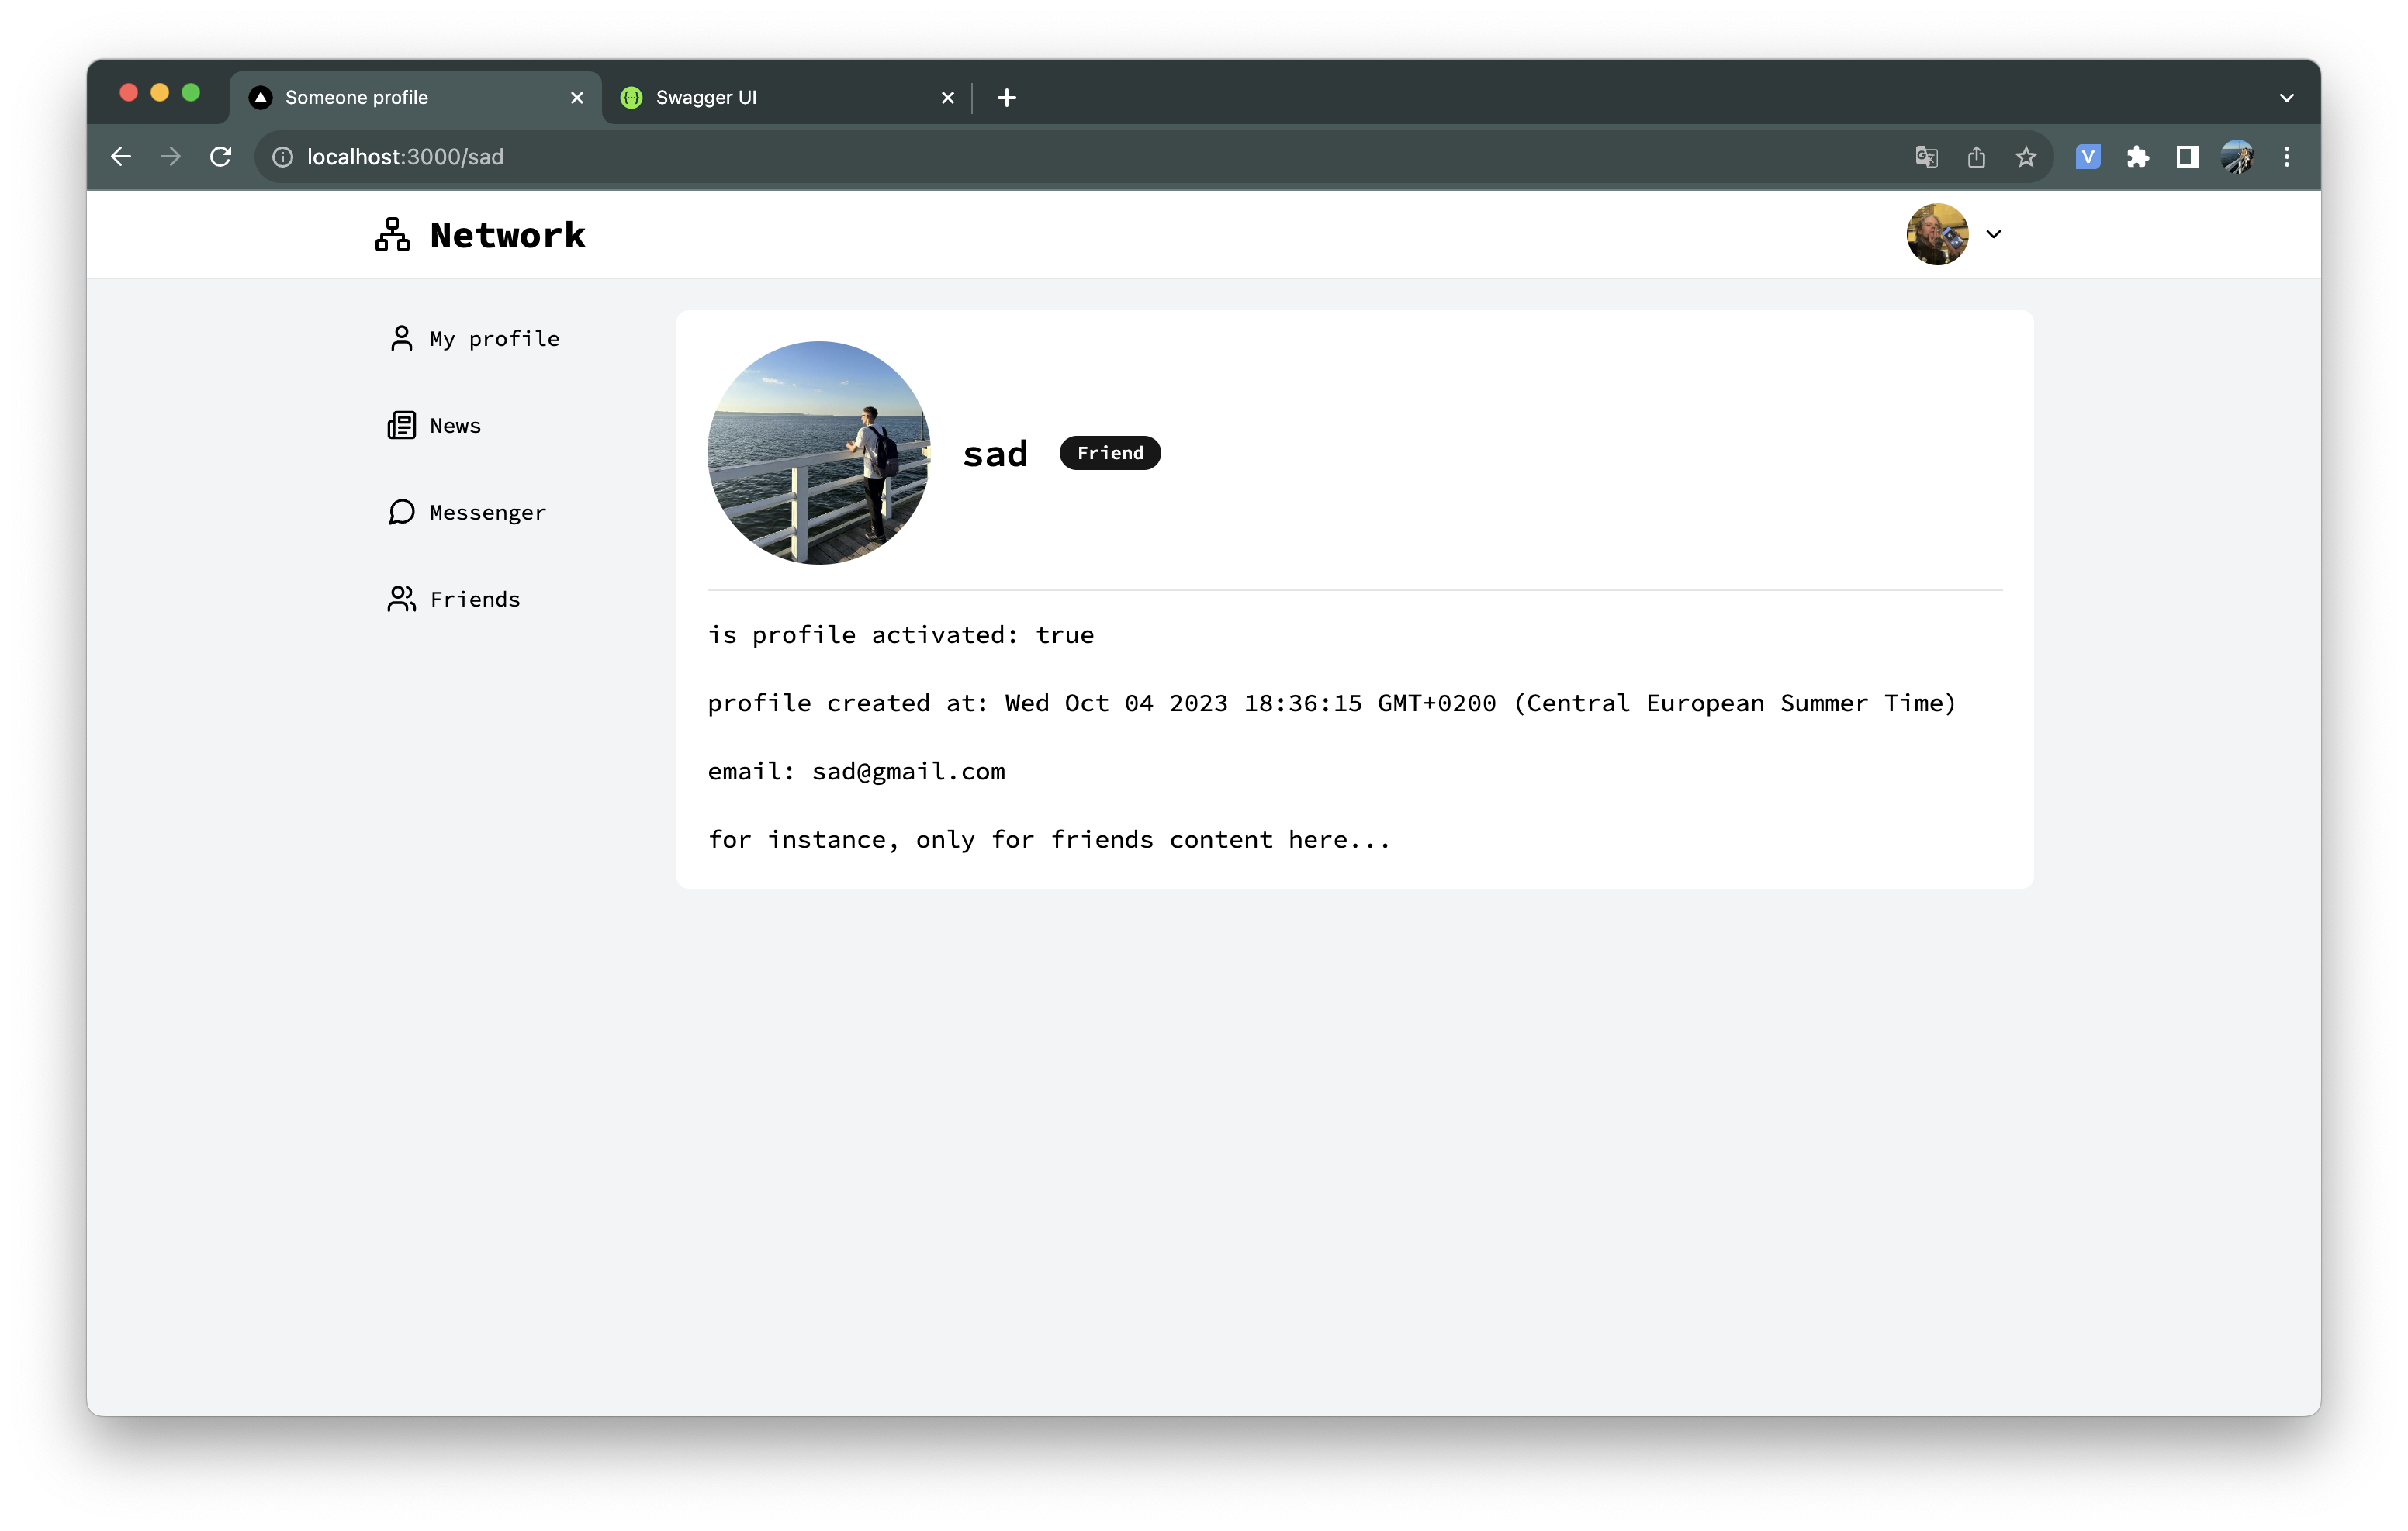 Someone profile
Swagger UI
localhost:3000/sad
V
Network
My profile
News
Messenger
Friends
sad
Friend
is profile activated: true
profile created at: Wed Oct 04 2023 18:36:15 GMT+0200 (Central European Summer Time)
email: sad@gmail.com
for instance, only for friends content here...